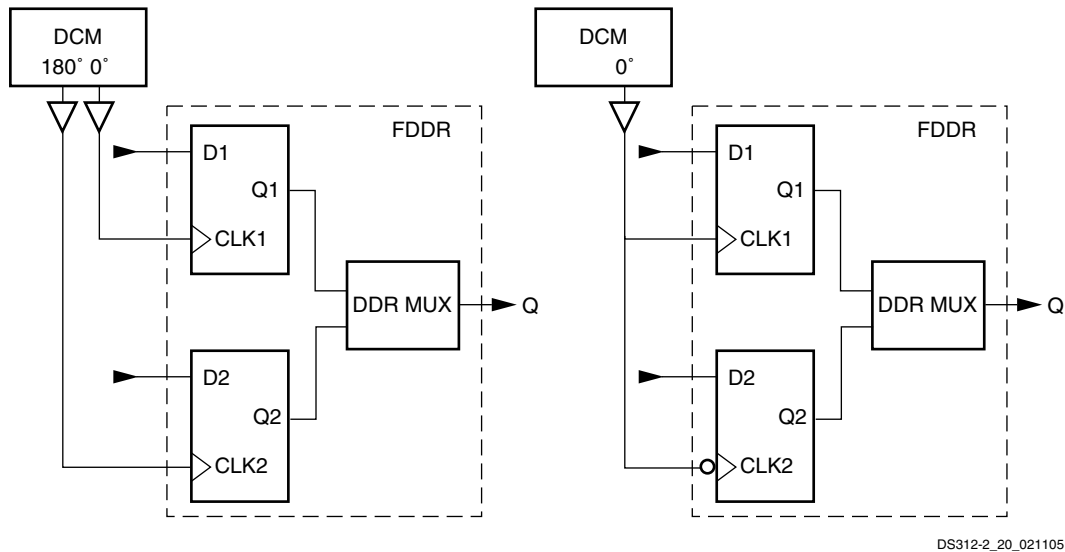 DCM
180˚ 0˚
FDDR
D1
Q1
CLK1
DDR MUX
Q
D2
Q2
CLK2
DCM
0˚
FDDR
D1
Q1
CLK1
DDR MUX
Q
D2
Q2
CLK2
DS312-2_20_021105